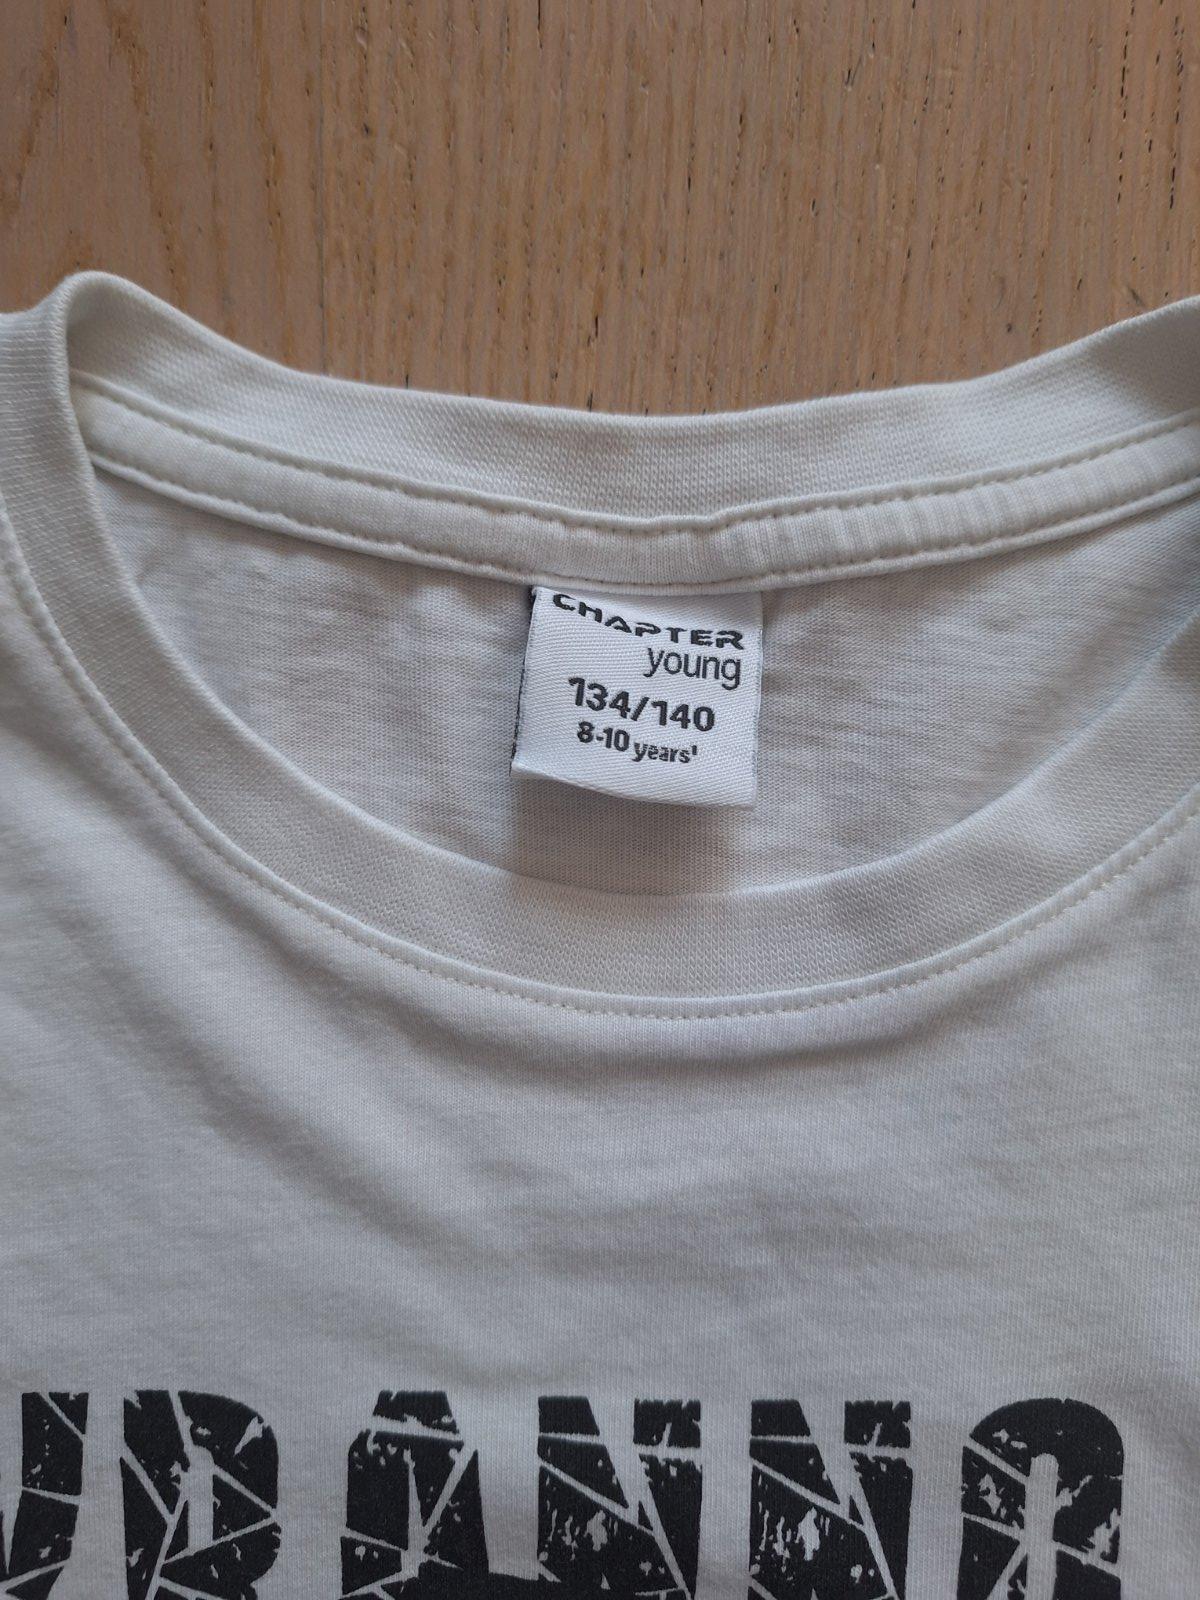 CHAPTER
young
134/140
8-10 years'